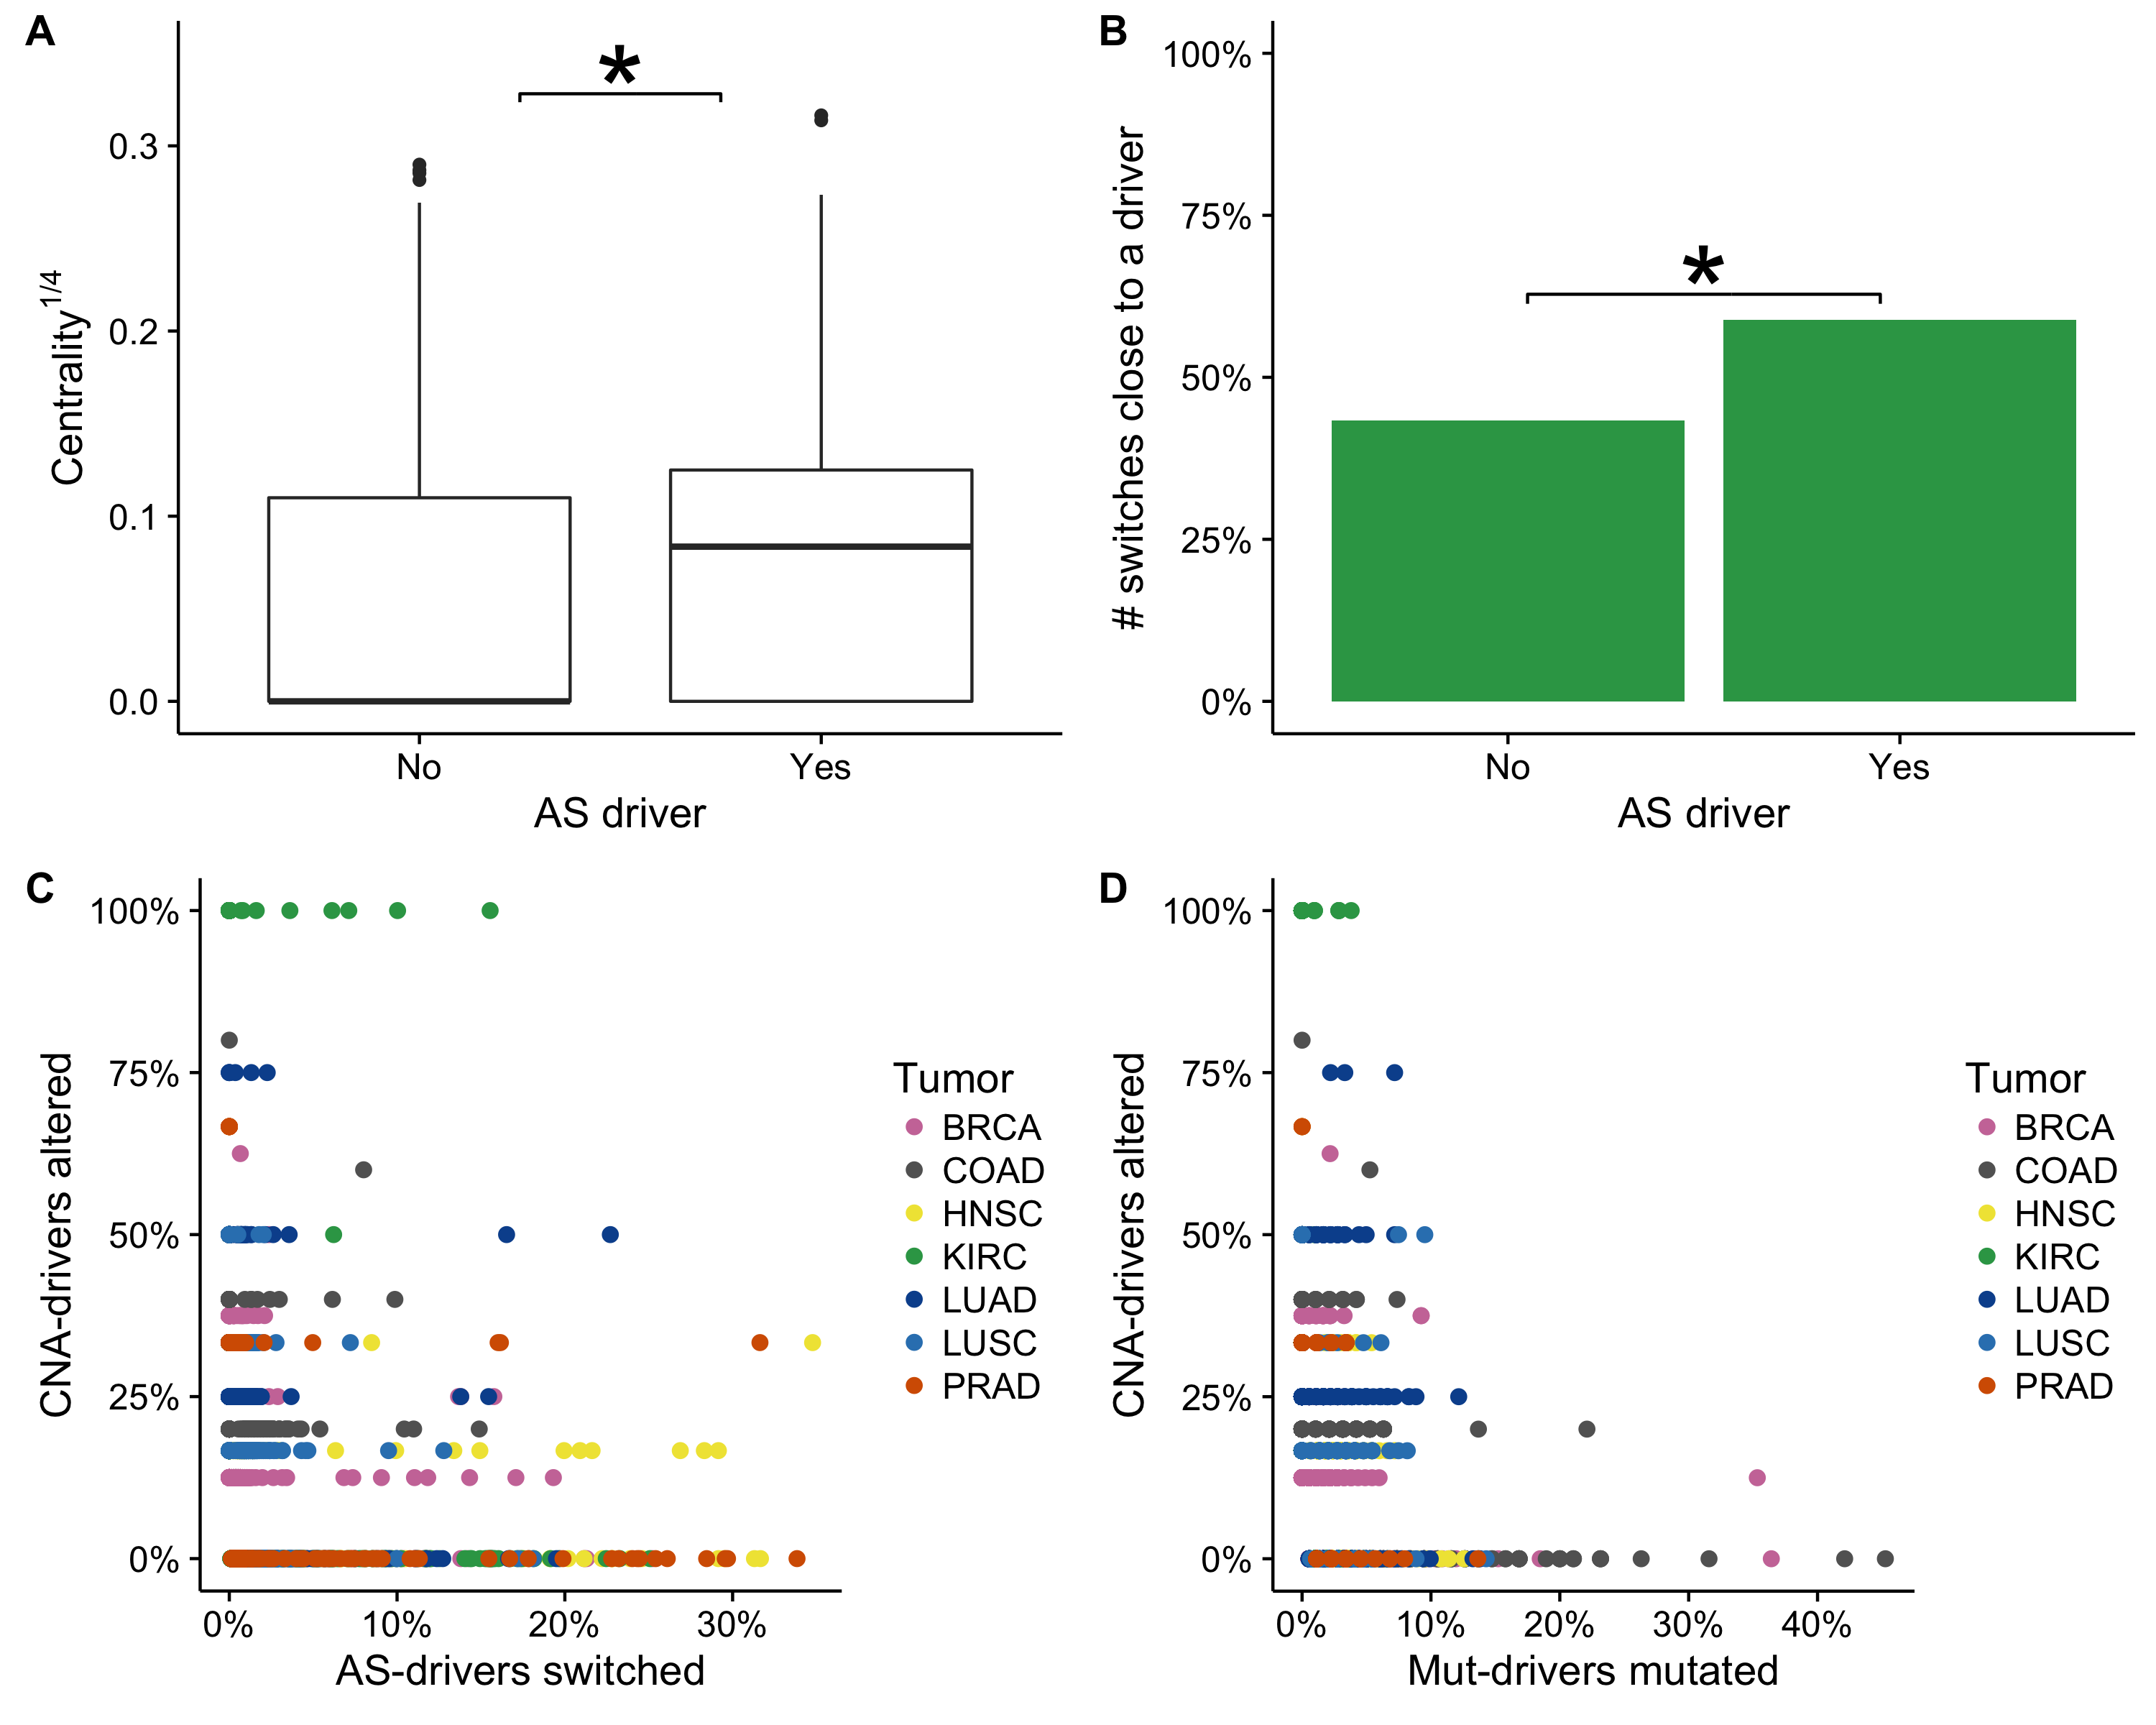 A
Centrality1/4
0.3
0.2
0.1
0.0
*
No
Yes
AS driver
B
# switches close to a driver
100%
75%
50%
25%
0%
*
No
Yes
AS driver
C
CNA-drivers altered
100%
75%
50%
25%
0%
0%
10%
20%
30%
AS-drivers switched
Tumor
BRCA
COAD
HNSC
KIRC
LUAD
LUSC
PRAD
D
CNA-drivers altered
100%
75%
50%
25%
0%
0%
10%
20%
30%
40%
Mut-drivers mutated
Tumor
BRCA
COAD
HNSC
KIRC
LUAD
LUSC
PRAD